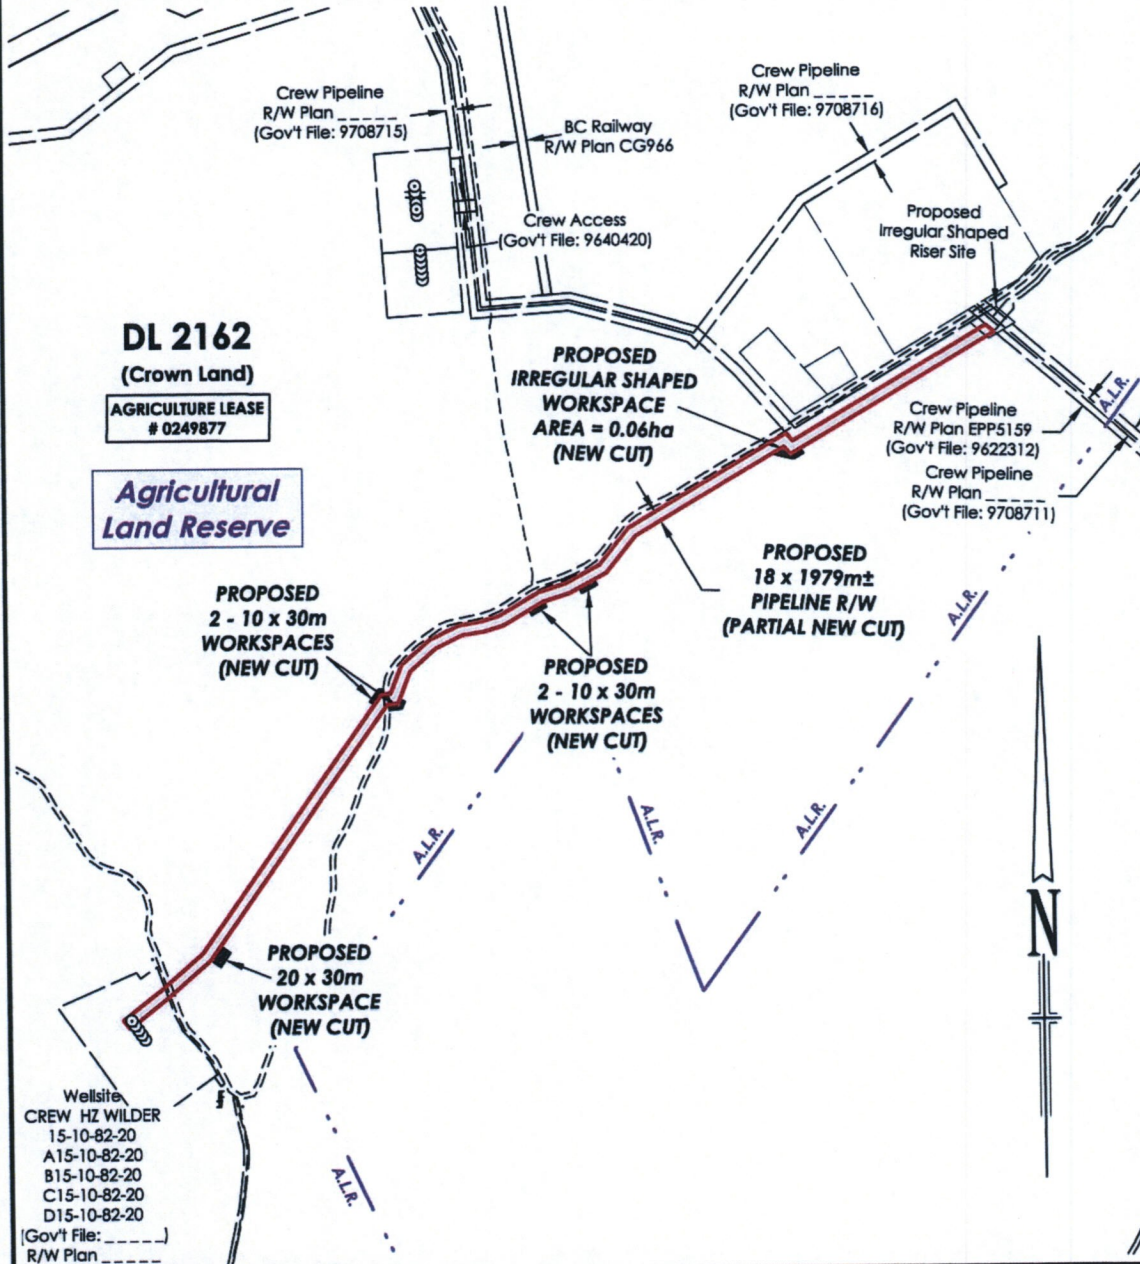 Crew Pipeline
R/W Plan ______
(Gov't File: 9708715)
BC Railway
R/W Plan CG966
Crew Pipeline
R/W Plan ______
(Gov't File: 9708716)
Crew Access
(Gov't File: 9640420)
Proposed
Irregular Shaped
Riser Site
DL 2162
(Crown Land)
AGRICULTURE LEASE
# 0249877
Agricultural
Land Reserve
PROPOSED
IRREGULAR SHAPED
WORKSPACE
AREA = 0.06ha
(NEW CUT)
A.L.R.
Crew Pipeline
R/W Plan EPP5159
(Gov't File: 9622312)
Crew Pipeline
R/W Plan ______
(Gov't File: 9708711)
PROPOSED
18 x 1979m±
PIPELINE R/W
(PARTIAL NEW CUT)
A.L.R.
PROPOSED
2 - 10 x 30m
WORKSPACES
(NEW CUT)
PROPOSED
2 - 10 x 30m
WORKSPACES
(NEW CUT)
A.L.R.
A.L.R.
A.L.R.
N
PROPOSED
20 x 30m
WORKSPACE
(NEW CUT)
A.L.R.
Wellsite
CREW HZ WILDER
15-10-82-20
A15-10-82-20
B15-10-82-20
C15-10-82-20
D15-10-82-20
(Gov't File: ______)
R/W Plan ______